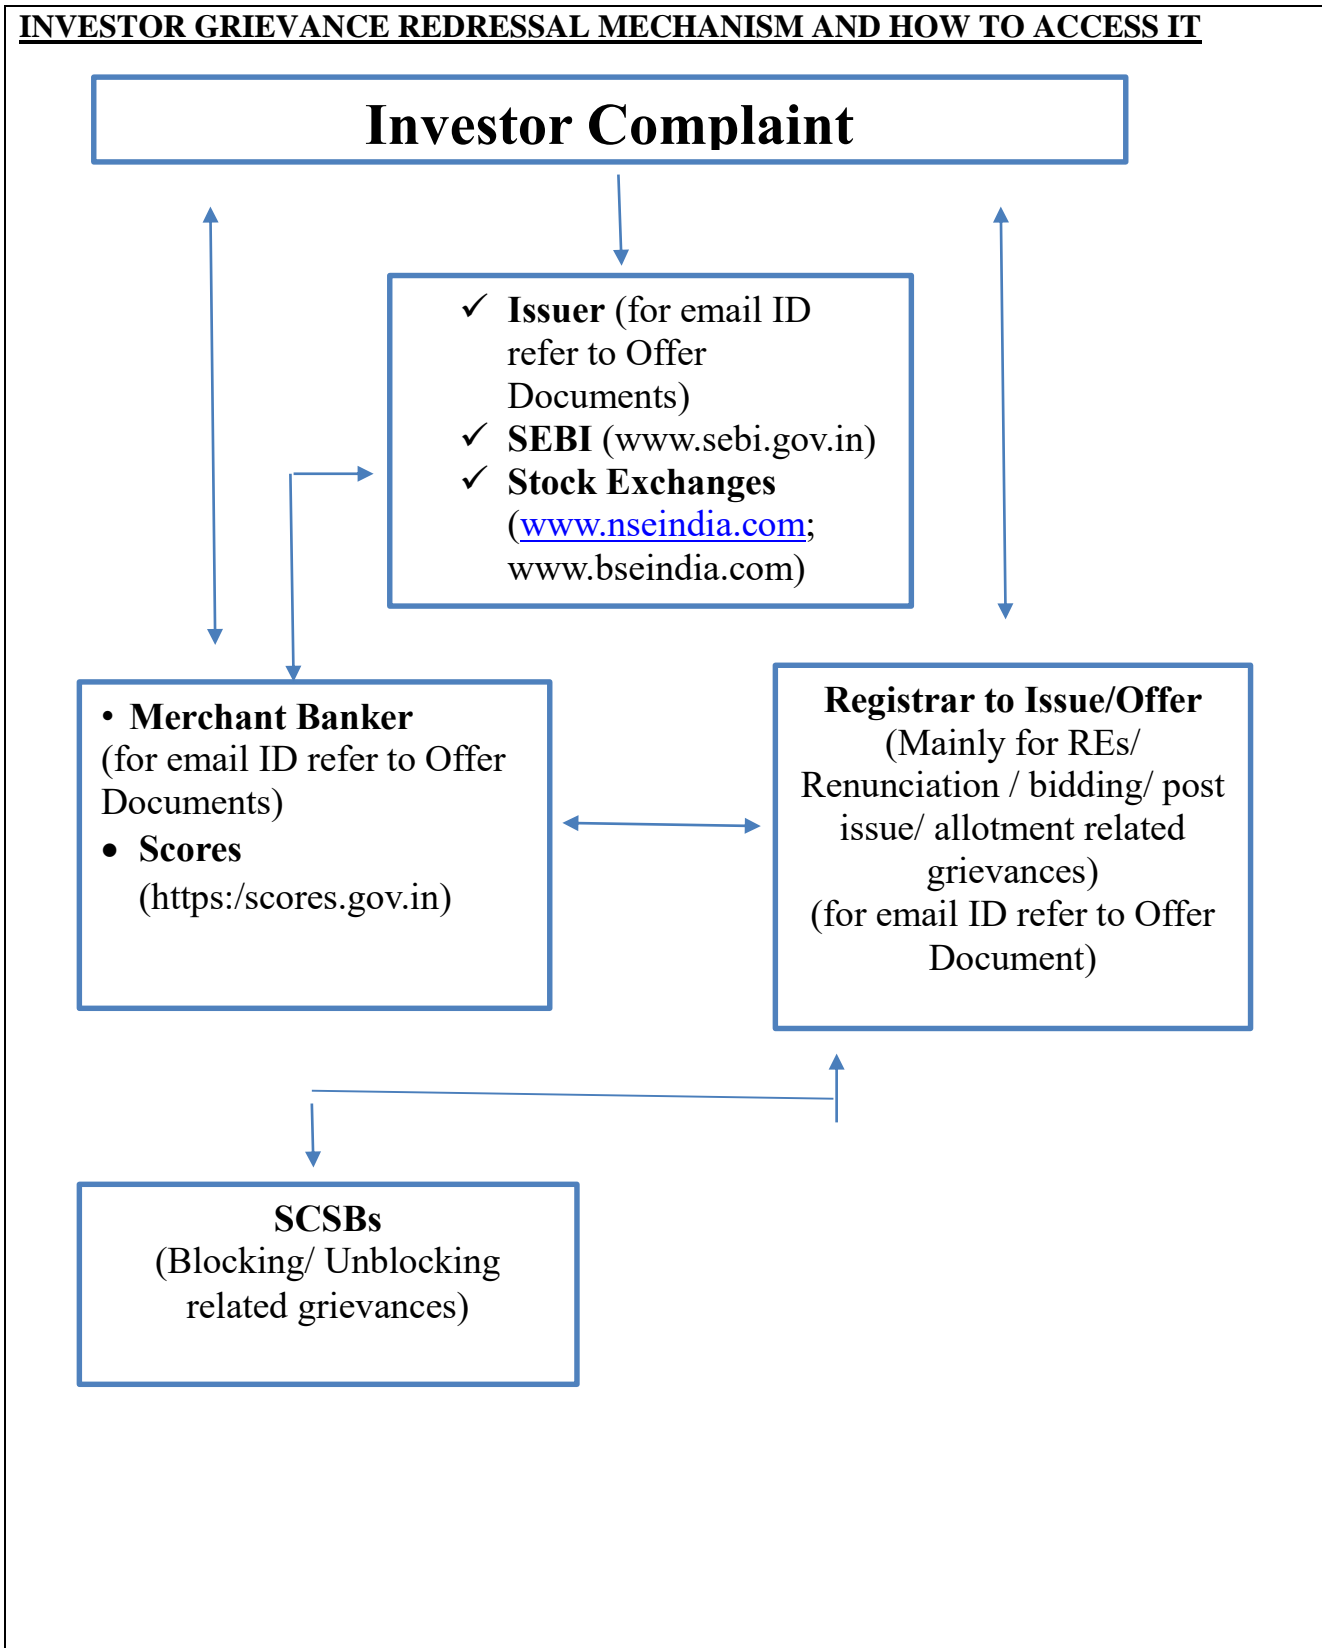 INVESTOR GRIEVANCE REDRESSAL MECHANISM AND HOW TO ACCESS IT
Investor Complaint
✓ Issuer (for email ID
refer to Offer
Documents)
✓ SEBI (www.sebi.gov.in)
✓ Stock Exchanges
(www.nseindia.com;
www.bseindia.com)
• Merchant Banker
(for email ID refer to Offer
Documents)
• Scores
(https:/scores.gov.in)
Registrar to Issue/Offer
(Mainly for REs/
Renunciation / bidding/ post
issue/ allotment related
grievances)
(for email ID refer to Offer
Document)
SCSBs
(Blocking/ Unblocking
related grievances)